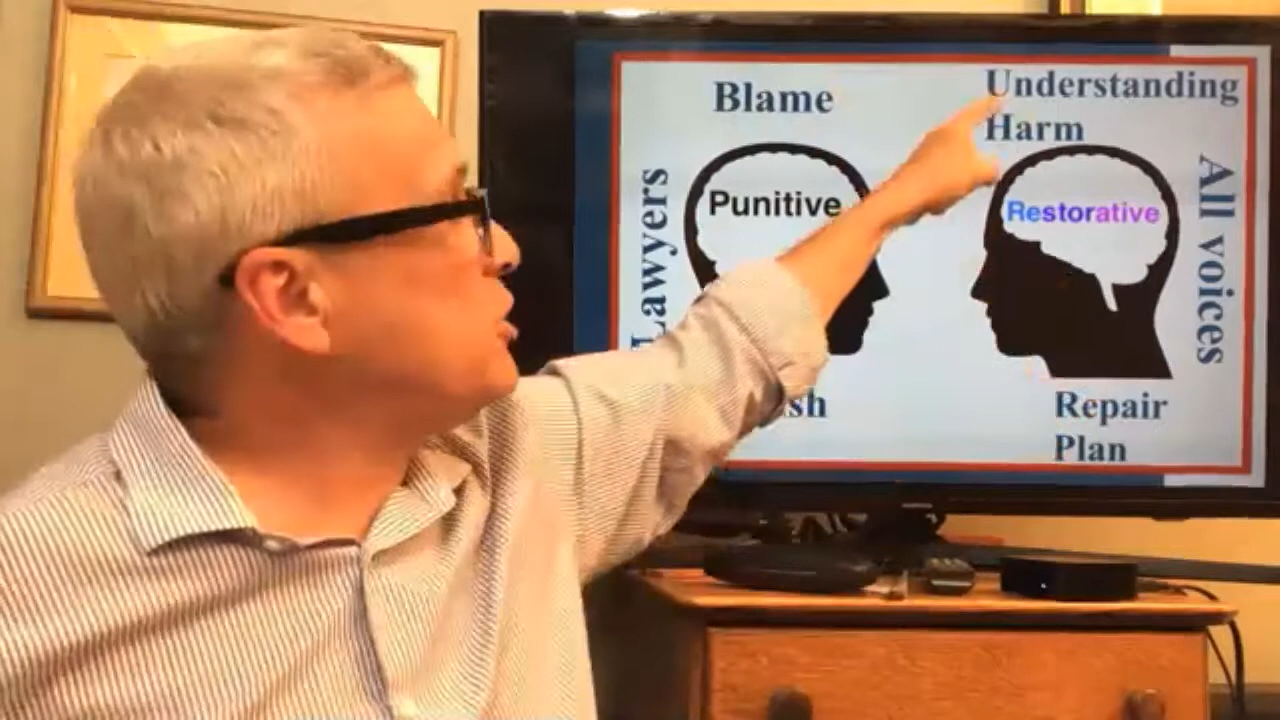 Blame
Understanding
Harm
Lawyers
Punitive
Restorative
All voices
Repair
Plan